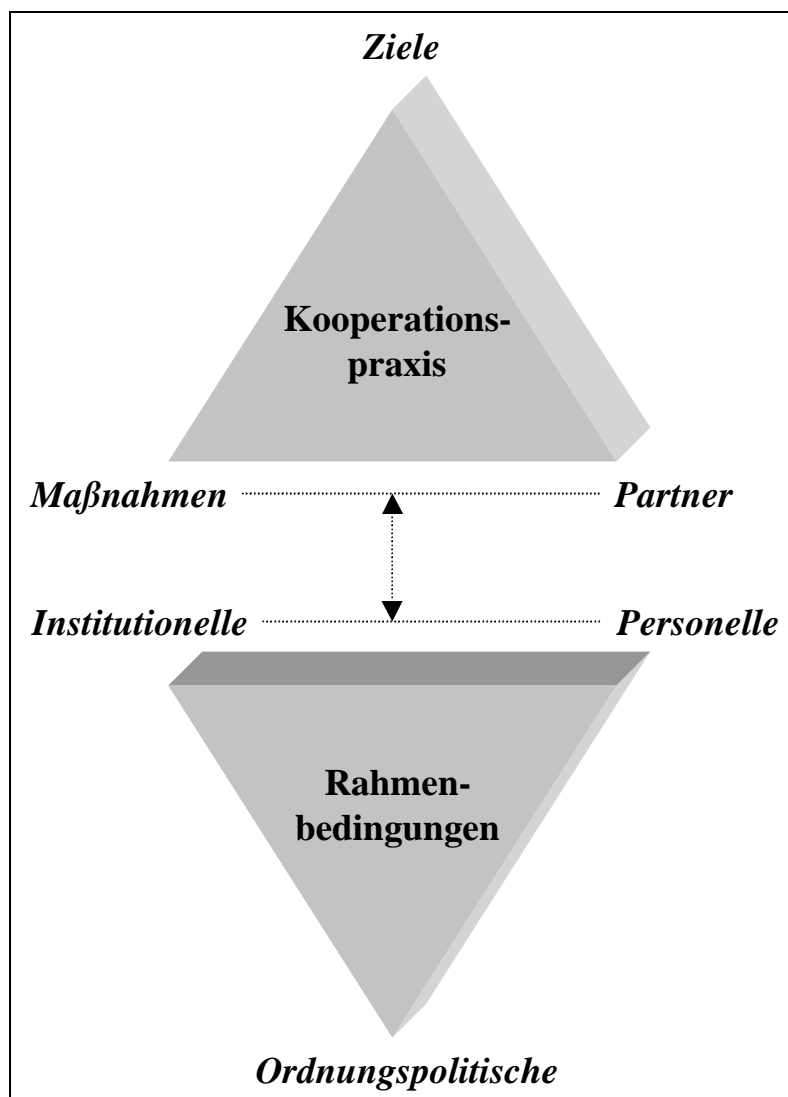 Ziele
Kooperations-
praxis
Maßnahmen Partner
Institutionelle Personelle
Rahmen-
bedingungen
Ordnungspolitische